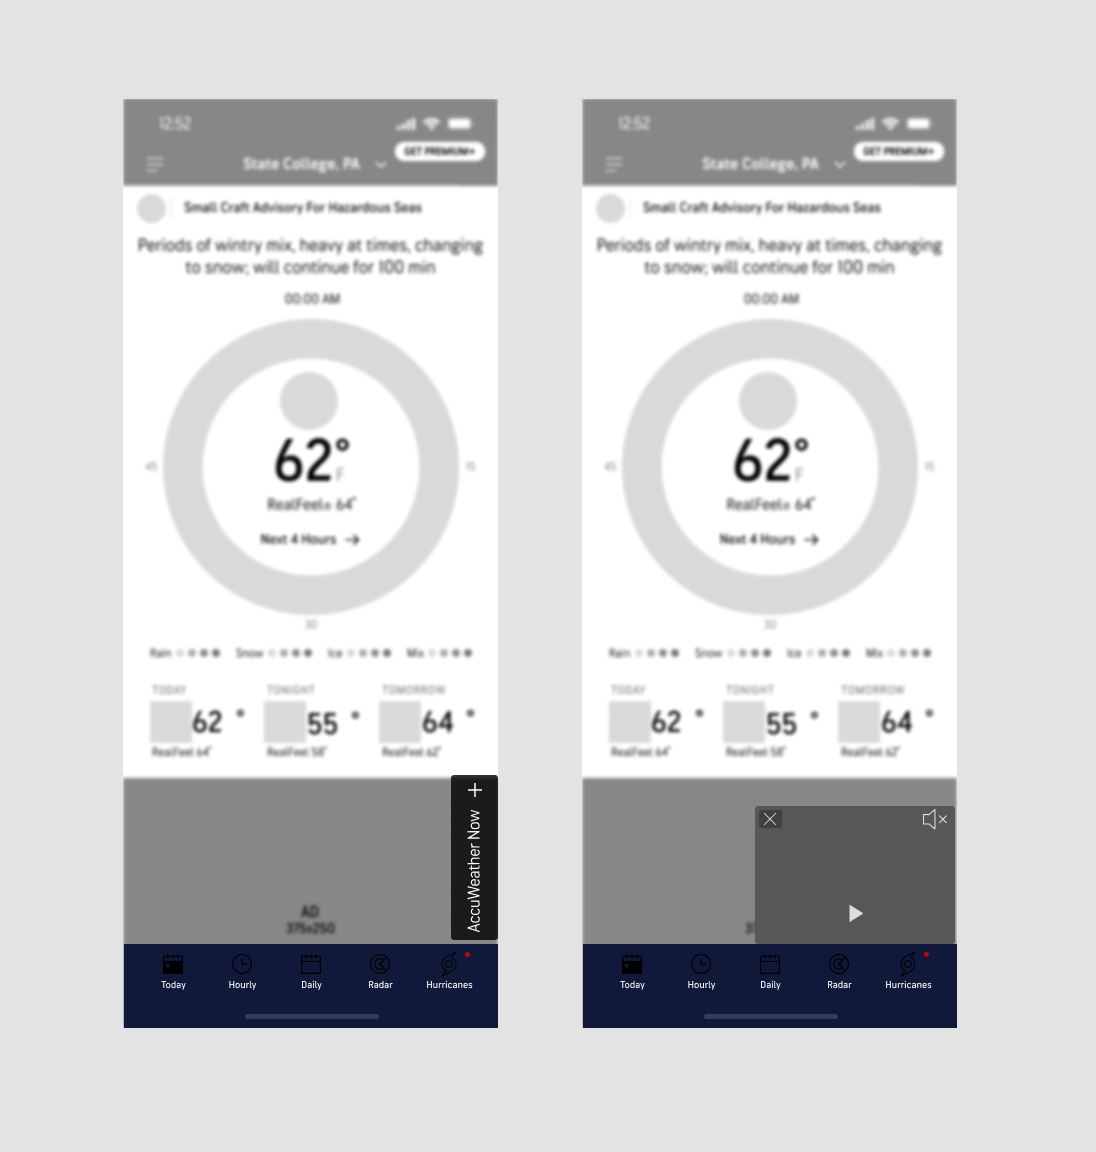 12:52
GET PREMIUM+
State College, PA
Small Craft Advisory For Hazardous Seas
Periods of wintry mix, heavy at times, changing
to snow; will continue for 100 min
00:00 AM
45
15
62°
F
RealFeel® 64°
Next 4 Hours
30
Rain
Snow
Ice
Mix
TODAY
TONIGHT
TOMORROW
62 °
55 °
64 °
RealFeel 64°
RealFeel 58°
RealFeel 62°
AccuWeather Now
AD
375x250
Today
Hourly
Daily
Radar
Hurricanes
12:52
GET PREMIUM+
State College, PA
Small Craft Advisory For Hazardous Seas
Periods of wintry mix, heavy at times, changing
to snow; will continue for 100 min
00:00 AM
45
15
62°
F
RealFeel® 64°
Next 4 Hours
30
Rain
Snow
Ice
Mix
TODAY
TONIGHT
TOMORROW
62 °
55 °
64 °
RealFeel 64°
RealFeel 58°
RealFeel 62°
Today
Hourly
Daily
Radar
Hurricanes